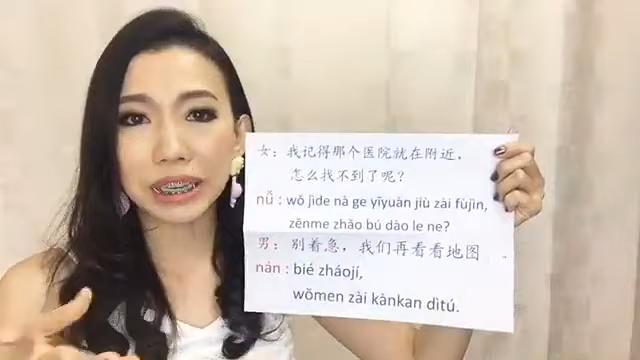 女：我记得那个医院就在附近，
怎么找不到了呢？
nǚ : wǒ jìde nà ge yīyuàn jiù zài fùjìn,
zěnme zhǎo bú dào le ne?
男：别着急，我们再看看地图
nán : bié zháojí,
wǒmen zài kànkan dìtú.